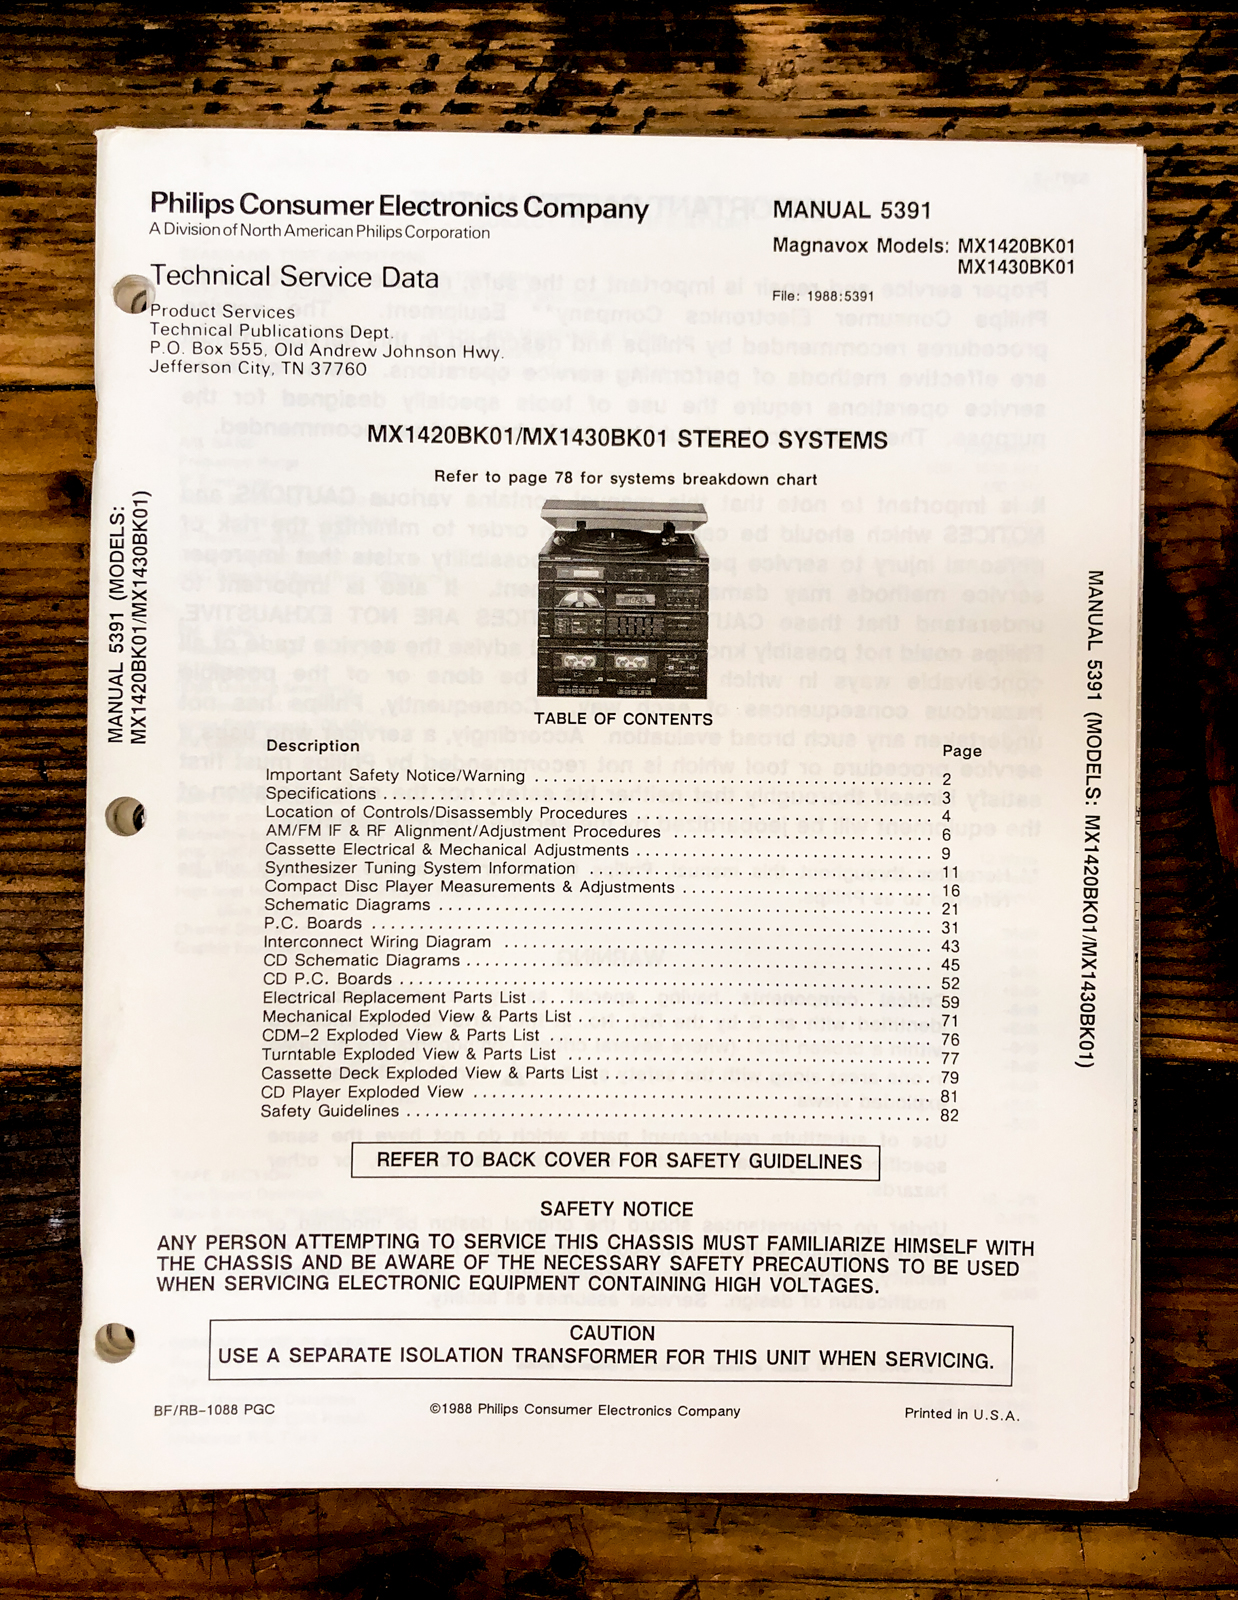 Philips Consumer Electronics Company
A Division of North American Philips Corporation
Technical Service Data
Product Services
Technical Publications Dept.
P.O. Box 555, Old Andrew Johnson Hwy.
Jefferson City, TN 37760
MANUAL 5391
Magnavox Models: MX1420BK01
MX1430BK01
File: 1988:5391
MANUAL 5391 (MODELS:
MX1420BK01/MX1430BK01)
MX1420BK01/MX1430BK01 STEREO SYSTEMS
Refer to page 78 for systems breakdown chart
TABLE OF CONTENTS
Description Page
Important Safety Notice/Warning 2
Specifications 3
Location of Controls/Disassembly Procedures 4
AM/FM IF & RF Alignment/Adjustment Procedures 6
Cassette Electrical & Mechanical Adjustments 9
Synthesizer Tuning System Information 11
Compact Disc Player Measurements & Adjustments 16
Schematic Diagrams 21
P.C. Boards 31
Interconnect Wiring Diagram 43
CD Schematic Diagrams 45
CD P.C. Boards 52
Electrical Replacement Parts List 59
Mechanical Exploded View & Parts List 71
CDM-2 Exploded View & Parts List 76
Turntable Exploded View & Parts List 77
Cassette Deck Exploded View & Parts List 79
CD Player Exploded View 81
Safety Guidelines 82
MANUAL 5391 (MODELS: MX1420BK01/MX1430BK01)
REFER TO BACK COVER FOR SAFETY GUIDELINES
SAFETY NOTICE
ANY PERSON ATTEMPTING TO SERVICE THIS CHASSIS MUST FAMILIARIZE HIMSELF WITH
THE CHASSIS AND BE AWARE OF THE NECESSARY SAFETY PRECAUTIONS TO BE USED
WHEN SERVICING ELECTRONIC EQUIPMENT CONTAINING HIGH VOLTAGES.
CAUTION
USE A SEPARATE ISOLATION TRANSFORMER FOR THIS UNIT WHEN SERVICING.
BF/RB-1088 PGC
©1988 Philips Consumer Electronics Company
Printed in U.S.A.